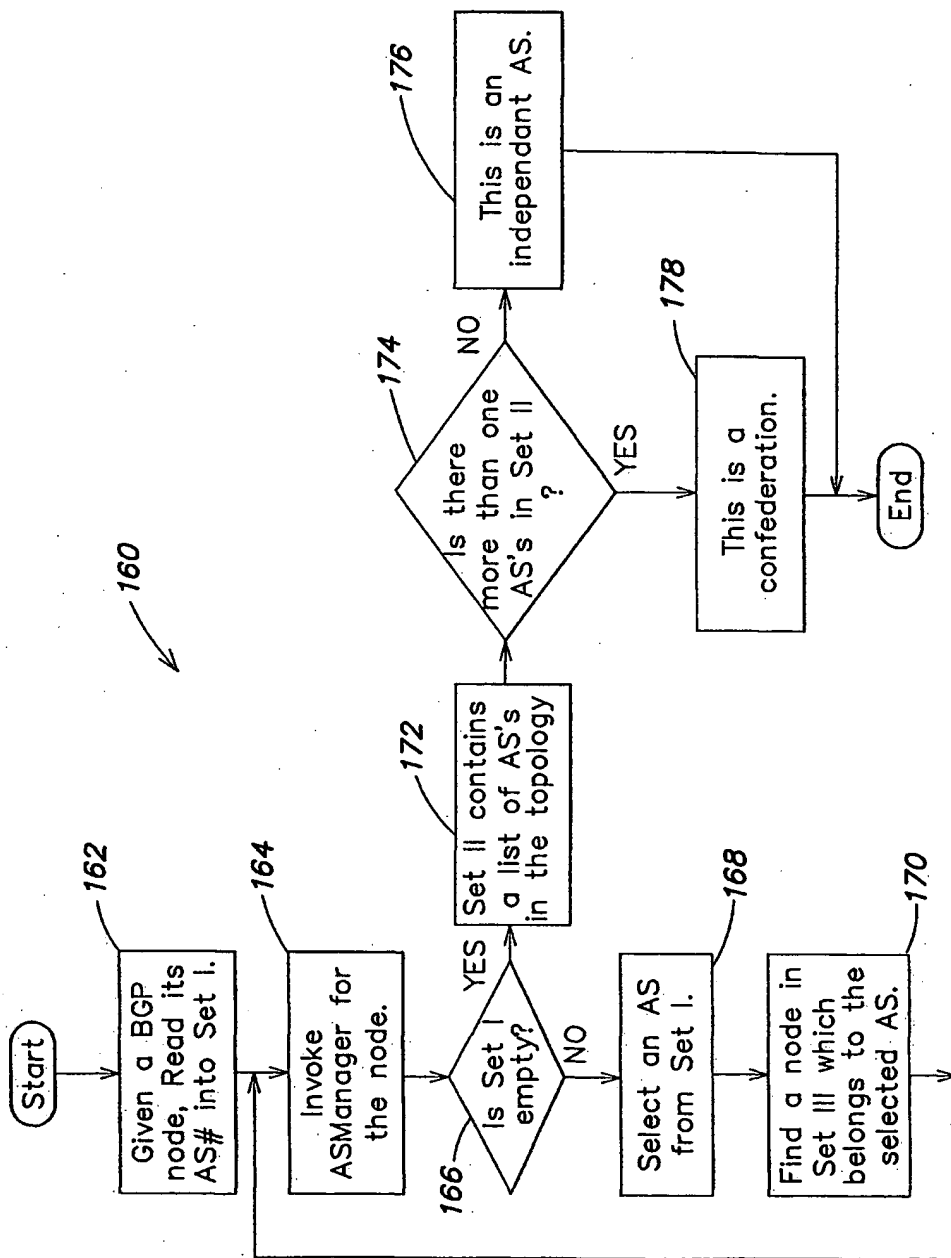 160
Start
162
Given a BGP
node, Read its
AS# into Set I.
164
Invoke
ASManager for
the node.
166
Is Set I
empty?
YES
NO
168
Select an AS
from Set I.
170
Find a node in
Set III which
belongs to the
selected AS.
172
Set II contains
a list of AS's
in the topology
174
Is there
more than one
AS's in Set II
?
NO
YES
176
This is an
independant AS.
178
This is a
confederation.
End